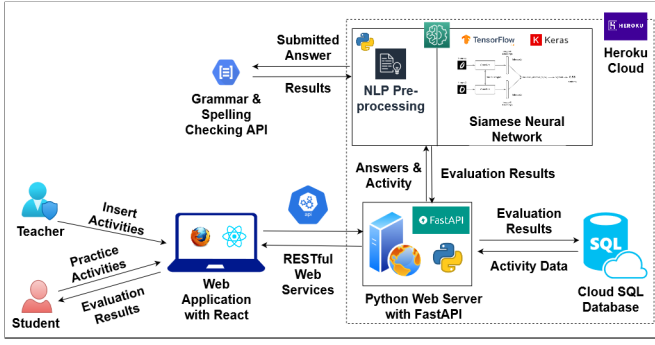 Submitted
Answer
Results
Grammar &
Spelling
Checking API
NLP Pre-
processing
TensorFlow
Keras
Siamese Neural
Network
HEROKU
Heroku
Cloud
Answers &
Activity
Evaluation Results
Teacher
Insert
Activities
Practice
Activities
Evaluation
Results
Student
Web
Application
with React
RESTful
Web
Services
FastAPI
Python Web Server
with FastAPI
Evaluation
Results
Activity Data
SQL
Cloud SQL
Database